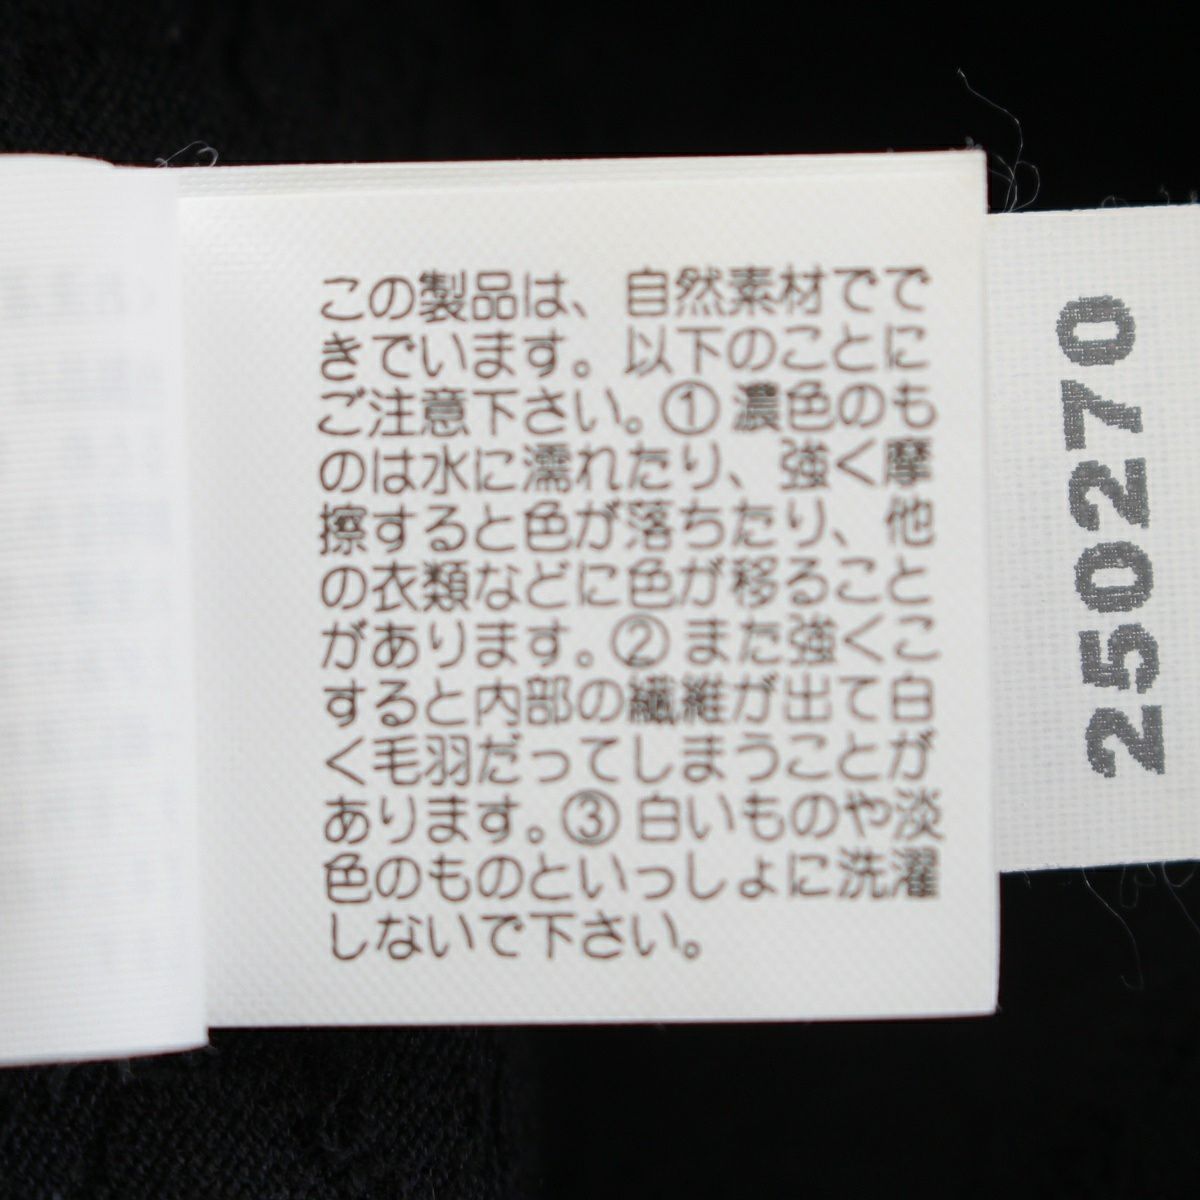 この製品は、自然素材でで
きでいます。以下のことに
ご注意下さい。①濃色のも
のは水に濡れたり、強く摩
擦すると色が落ちたり、他
の衣類などに色が移ること
があります。②また強くこ
すると内部の繊維が出て白
く毛羽だってしまうことが
あります。③白いものや淡
色のものといっしょに洗濯
しないで下さい。
250270